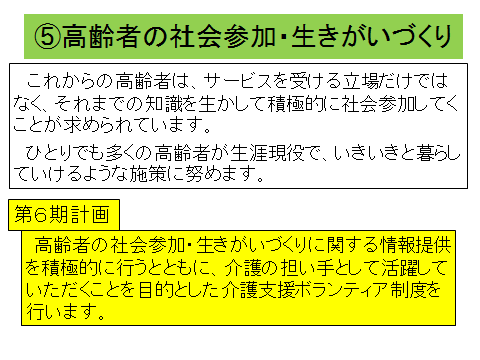 ⑤高齢者の社会参加・生きがいづくり
これからの高齢者は、サービスを受ける立場だけでは
なく、それまでの知識を生かして積極的に社会参加してく
ことが求められています。
ひとりでも多くの高齢者が生涯現役で、いきいきと暮らし
ていけるような施策に努めます。
第６期計画
高齢者の社会参加・生きがいづくりに関する情報提供
を積極的に行うとともに、介護の担い手として活躍して
いただくことを目的とした介護支援ボランティア制度を
行います。